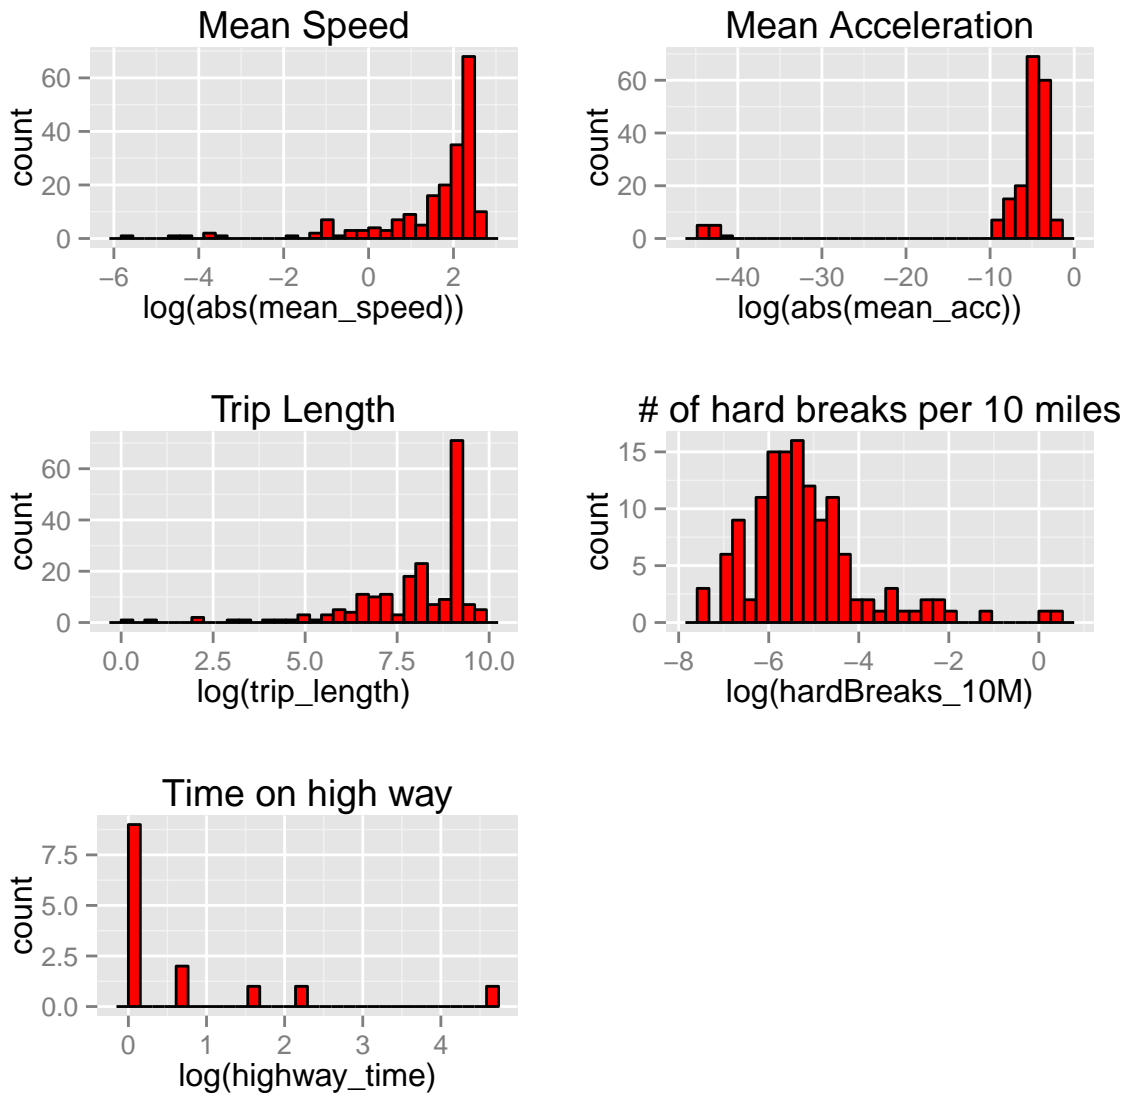 Mean Speed
count
60
40
20
0
−6 −4 −2 0 2
log(abs(mean_speed))
Mean Acceleration
count
60
40
20
0
−40 −30 −20 −10 0
log(abs(mean_acc))
Trip Length
count
60
40
20
0
0.0 2.5 5.0 7.5 10.0
log(trip_length)
# of hard breaks per 10 miles
count
15
10
5
0
−8 −6 −4 −2 0
log(hardBreaks_10M)
Time on high way
count
7.5
5.0
2.5
0.0
0 1 2 3 4
log(highway_time)